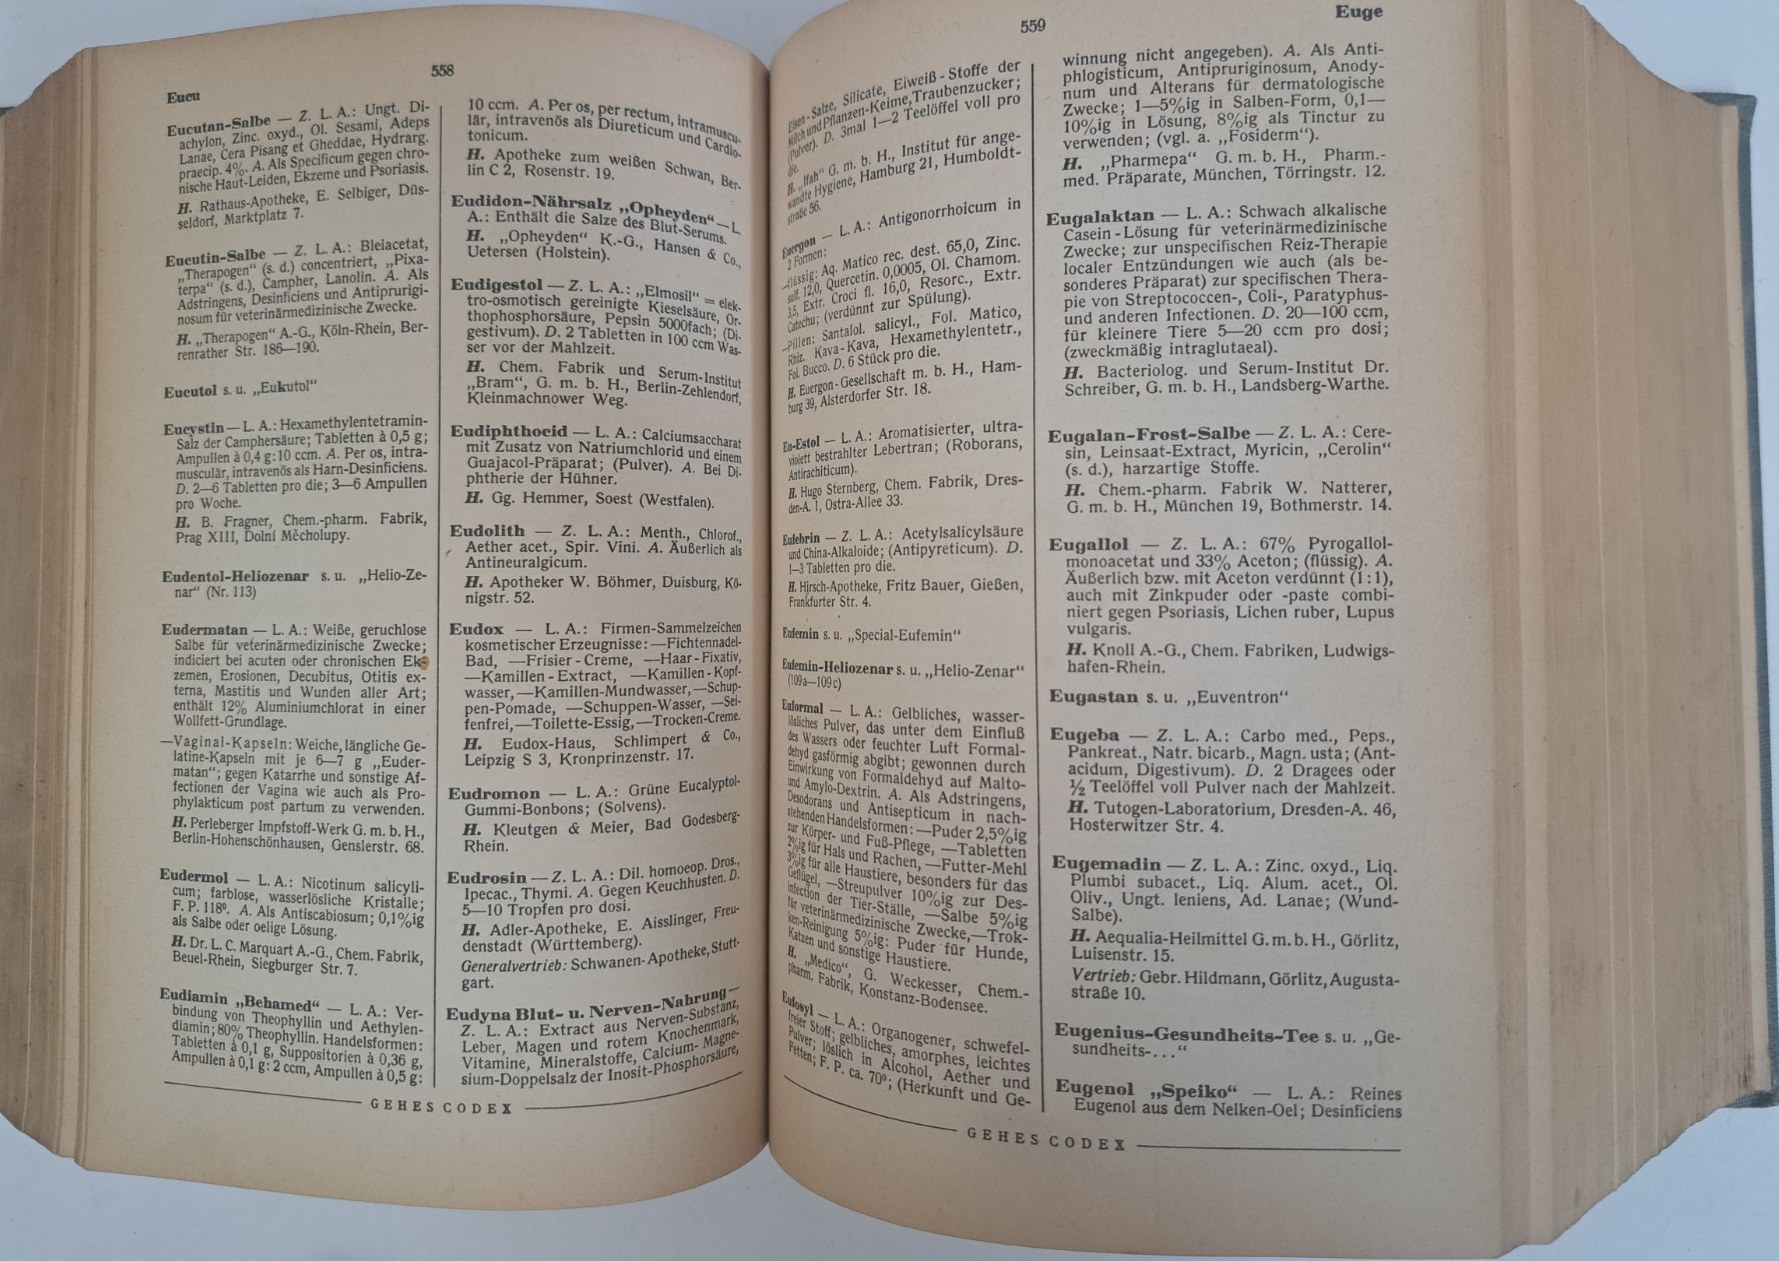 558
Eucu
Eucutan-Salbe — Z. L. A.: Ungt. Di-
achylon, Zinc. oxyd., Ol. Sesami, Adeps
Lanae, Cera Pisang et Gheddae, Hydrarg.
praecip. 4%. A. Als Specificum gegen chro-
nische Haut-Leiden, Ekzeme und Psoriasis.
H. Rathaus-Apotheke, E. Selbiger, Düs-
seldorf, Marktplatz 7.
Eucutin-Salbe — Z. L. A.: Bleiacetat,
„Therapogen“ (s. d.) concentriert, „Pixa-
terpa“ (s. d.), Campher, Lanolin. A. Als
Adstringens, Desinficiens und Antiprurigi-
nosum für veterinärmedizinische Zwecke.
H. „Therapogen“ A.-G., Köln-Rhein, Ber-
renrather Str. 186—190.
Eucutol s. u. „Eukutol“
Eucystin — L. A.: Hexamethylentetramin-
Salz der Camphersäure; Tabletten à 0,5 g;
Ampullen à 0,4 g: 10 ccm. A. Per os, intra-
musculär, intravenös als Harn-Desinficiens.
D. 2—6 Tabletten pro die; 3—6 Ampullen
pro Woche.
H. B. Fragner, Chem.-pharm. Fabrik,
Prag XIII, Dolni Měcholupy.
Eudentol-Heliozenar s. u. „Helio-Ze-
nar“ (Nr. 113)
Eudermatan — L. A.: Weiße, geruchlose
Salbe für veterinärmedizinische Zwecke;
indiciert bei acuten oder chronischen Ek-
zemen, Erosionen, Decubitus, Otitis ex-
terna, Mastitis und Wunden aller Art;
enthält 12% Aluminiumchlorat in einer
Wollfett-Grundlage.
—Vaginal-Kapseln: Weiche, längliche Ge-
latine-Kapseln mit je 6—7 g „Euder-
matan“; gegen Katarrhe und sonstige Af-
fectionen der Vagina wie auch als Pro-
phylakticum post partum zu verwenden.
H. Perleberger Impfstoff-Werk G. m. b. H.,
Berlin-Hohenschönhausen, Genslerstr. 68.
Eudermol — L. A.: Nicotinum salicyli-
cum; farblose, wasserlösliche Kristalle;
F. P. 118⁰. A. Als Antiscabiosum; 0,1%ig
als Salbe oder oelige Lösung.
H. Dr. L. C. Marquart A.-G., Chem. Fabrik,
Beuel-Rhein, Siegburger Str. 7.
Eudiamin „Behamed“ — L. A.: Ver-
bindung von Theophyllin und Aethylen-
diamin; 80% Theophyllin. Handelsformen:
Tabletten à 0,1 g, Suppositorien à 0,36 g,
Ampullen à 0,1 g: 2 ccm, Ampullen à 0,5 g:
10 ccm. A. Per os, per rectum, intramuscu-
lär, intravenös als Diureticum und Cardio-
tonicum.
H. Apotheke zum weißen Schwan, Ber-
lin C 2, Rosenstr. 19.
Eudidon-Nährsalz „Opheyden“ — L.
A.: Enthält die Salze des Blut-Serums.
H. „Opheyden“ K.-G., Hansen & Co.,
Uetersen (Holstein).
Eudigestol — Z. L. A.: „Elmosil“ = elek-
tro-osmotisch gereinigte Kieselsäure, Or-
thophosphorsäure, Pepsin 5000fach; (Di-
gestivum). D. 2 Tabletten in 100 ccm Was-
ser vor der Mahlzeit.
H. Chem. Fabrik und Serum-Institut
„Bram“, G. m. b. H., Berlin-Zehlendorf,
Kleinmachnower Weg.
Eudiphthocid — L. A.: Calciumsaccharat
mit Zusatz von Natriumchlorid und einem
Guajacol-Präparat; (Pulver). A. Bei Di-
phtherie der Hühner.
H. Gg. Hemmer, Soest (Westfalen).
Eudolith — Z. L. A.: Menth., Chlorof.,
Aether acet., Spir. Vini. A. Äußerlich als
Antineuralgicum.
H. Apotheker W. Böhmer, Duisburg, Kö-
nigstr. 52.
Eudox — L. A.: Firmen-Sammelzeichen
kosmetischer Erzeugnisse: —Fichtennadel-
Bad, —Frisier-Creme, —Haar-Fixativ,
—Kamillen-Extract, —Kamillen-Kopf-
wasser, —Kamillen-Mundwasser, —Schup-
pen-Pomade, —Schuppen-Wasser, —Sei-
fenfrei, —Toilette-Essig, —Trocken-Creme.
H. Eudox-Haus, Schlimpert & Co.,
Leipzig S 3, Kronprinzenstr. 17.
Eudromon — L. A.: Grüne Eucalyptol-
Gummi-Bonbons; (Solvens).
H. Kleutgen & Meier, Bad Godesberg-
Rhein.
Eudrosin — Z. L. A.: Dil. homoeop. Dros.,
Ipecac., Thymi. A. Gegen Keuchhusten. D.
5—10 Tropfen pro dosi.
H. Adler-Apotheke, E. Aisslinger, Freu-
denstadt (Württemberg).
Generalvertrieb: Schwanen-Apotheke, Stutt-
gart.
Eudyna Blut- u. Nerven-Nahrung —
Z. L. A.: Extract aus Nerven-Substanz,
Leber, Magen und rotem Knochenmark,
Vitamine, Mineralstoffe, Calcium-Magne-
sium-Doppelsalz der Inosit-Phosphorsäure,
GEHES CODEX
559
Euge
Eisen-Salze, Silicate, Eiweiß-Stoffe der
Milch und Pflanzen-Keime, Traubenzucker;
(Pulver). D. 3mal 1—2 Teelöffel voll pro
die.
H. „Ifah“ G. m. b. H., Institut für ange-
wandte Hygiene, Hamburg 21, Humboldt-
straße 56.
Euergon — L. A.: Antigonorrhoicum in
2 Formen:
—flüssig: Aq. Matico rec. dest. 65,0, Zinc.
sulf. 12,0, Quercetin. 0,0005, Ol. Chamom.
3,5, Extr. Croci fl. 16,0, Resorc., Extr.
Catechu; (verdünnt zur Spülung).
—Pillen: Santalol. salicyl., Fol. Matico,
Rhiz. Kava-Kava, Hexamethylentetr.,
Fol. Bucco. D. 6 Stück pro die.
H. Euergon-Gesellschaft m. b. H., Ham-
burg 39, Alsterdorfer Str. 18.
Eu-Estol — L. A.: Aromatisierter, ultra-
violett bestrahlter Lebertran; (Roborans,
Antirachiticum).
H. Hugo Sternberg, Chem. Fabrik, Dres-
den-A. 1, Ostra-Allee 33.
Eufebrin — Z. L. A.: Acetylsalicylsäure
und China-Alkaloide; (Antipyreticum). D.
1—3 Tabletten pro die.
H. Hirsch-Apotheke, Fritz Bauer, Gießen,
Frankfurter Str. 4.
Eufemin s. u. „Special-Eufemin“
Eufemin-Heliozenar s. u. „Helio-Zenar“
(109a—109c)
Euformal — L. A.: Gelbliches, wasser-
lösliches Pulver, das unter dem Einfluß
des Wassers oder feuchter Luft Formal-
dehyd gasförmig abgibt; gewonnen durch
Einwirkung von Formaldehyd auf Malto-
und Amylo-Dextrin. A. Als Adstringens,
Desodorans und Antisepticum in nach-
stehenden Handelsformen: —Puder 2,5%ig
zur Körper- und Fuß-Pflege, —Tabletten
2%ig für Hals und Rachen, —Futter-Mehl
3%ig für alle Haustiere, besonders für das
Geflügel, —Streupulver 10%ig zur Des-
infection der Tier-Ställe, —Salbe 5%ig
für veterinärmedizinische Zwecke, —Trok-
ken-Reinigung 5%ig: Puder für Hunde,
Katzen und sonstige Haustiere.
H. „Medico“, G. Weckesser, Chem.-
pharm. Fabrik, Konstanz-Bodensee.
Eufosyl — L. A.: Organogener, schwefel-
freier Stoff; gelbliches, amorphes, leichtes
Pulver; löslich in Alcohol, Aether und
Fetten; F. P. ca. 70⁰; (Herkunft und Ge-
winnung nicht angegeben). A. Als Anti-
phlogisticum, Antipruriginosum, Anody-
num und Alterans für dermatologische
Zwecke; 1—5%ig in Salben-Form, 0,1—
10%ig in Lösung, 8%ig als Tinctur zu
verwenden; (vgl. a. „Fosiderm“).
H. „Pharmepa“ G. m. b. H., Pharm.-
med. Präparate, München, Törringstr. 12.
Eugalaktan — L. A.: Schwach alkalische
Casein-Lösung für veterinärmedizinische
Zwecke; zur unspecifischen Reiz-Therapie
localer Entzündungen wie auch (als be-
sonderes Präparat) zur specifischen Thera-
pie von Streptococcen-, Coli-, Paratyphus-
und anderen Infectionen. D. 20—100 ccm,
für kleinere Tiere 5—20 ccm pro dosi;
(zweckmäßig intraglutaeal).
H. Bacteriolog. und Serum-Institut Dr.
Schreiber, G. m. b. H., Landsberg-Warthe.
Eugalan-Frost-Salbe — Z. L. A.: Cere-
sin, Leinsaat-Extract, Myricin, „Cerolin“
(s. d.), harzartige Stoffe.
H. Chem.-pharm. Fabrik W. Natterer,
G. m. b. H., München 19, Bothmerstr. 14.
Eugallol — Z. L. A.: 67% Pyrogallol-
monoacetat und 33% Aceton; (flüssig). A.
Äußerlich bzw. mit Aceton verdünnt (1:1),
auch mit Zinkpuder oder -paste combi-
niert gegen Psoriasis, Lichen ruber, Lupus
vulgaris.
H. Knoll A.-G., Chem. Fabriken, Ludwigs-
hafen-Rhein.
Eugastan s. u. „Euventron“
Eugeba — Z. L. A.: Carbo med., Peps.,
Pankreat., Natr. bicarb., Magn. usta; (Ant-
acidum, Digestivum). D. 2 Dragees oder
½ Teelöffel voll Pulver nach der Mahlzeit.
H. Tutogen-Laboratorium, Dresden-A. 46,
Hosterwitzer Str. 4.
Eugemadin — Z. L. A.: Zinc. oxyd., Liq.
Plumbi subacet., Liq. Alum. acet., Ol.
Oliv., Ungt. leniens, Ad. Lanae; (Wund-
Salbe).
H. Aequalia-Heilmittel G. m. b. H., Görlitz,
Luisenstr. 15.
Vertrieb: Gebr. Hildmann, Görlitz, Augusta-
straße 10.
Eugenius-Gesundheits-Tee s. u. „Ge-
sundheits-...“
Eugenol „Speiko“ — L. A.: Reines
Eugenol aus dem Nelken-Oel; Desinficiens
GEHES CODEX